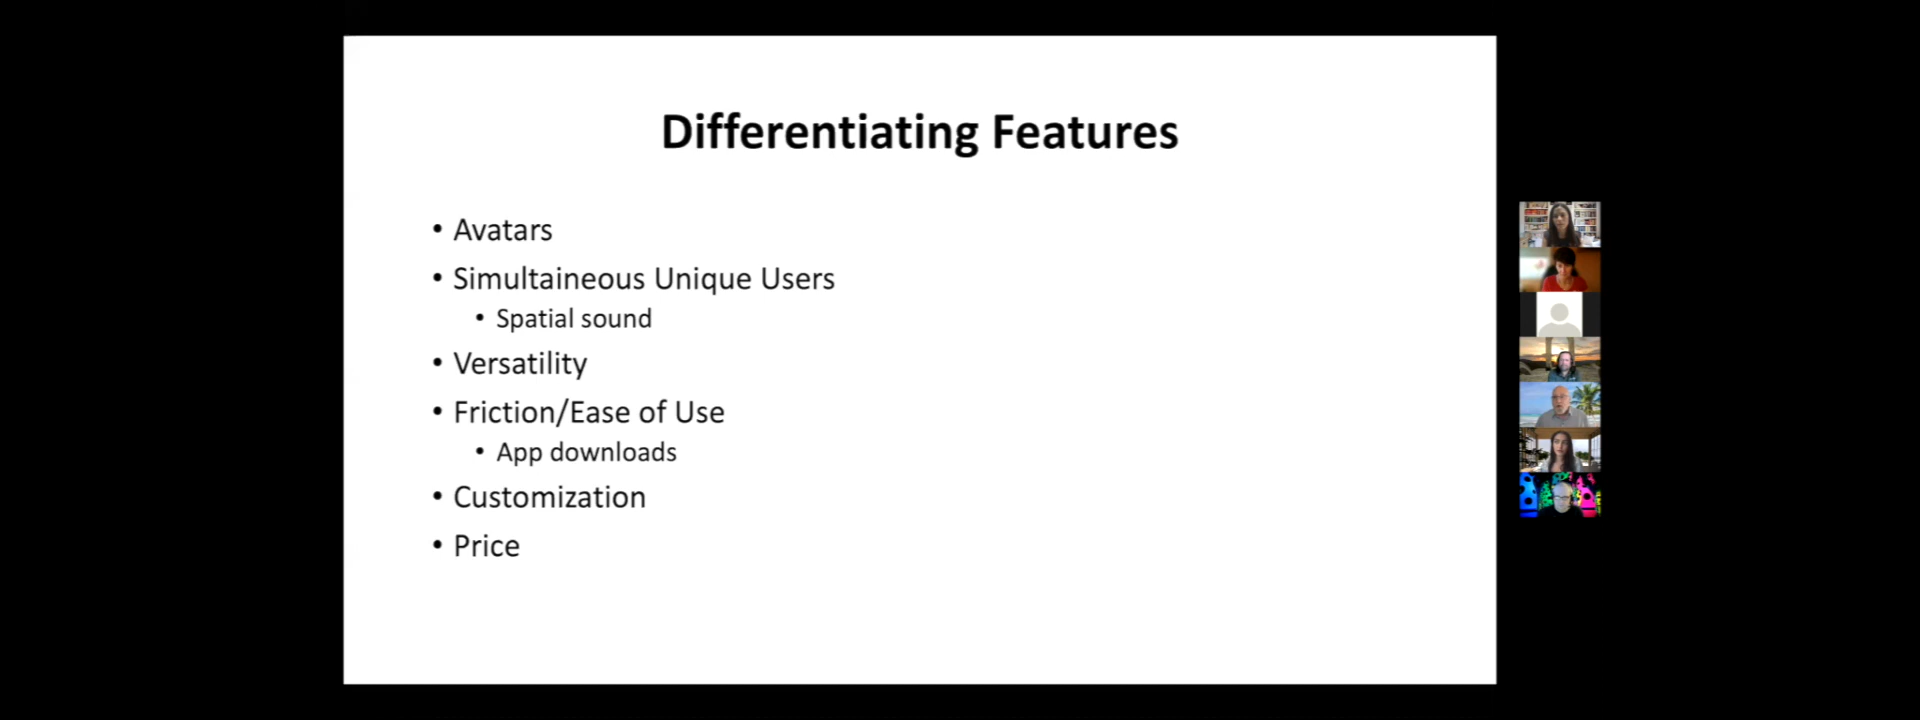 Differentiating Features
• Avatars
• Simultaineous Unique Users
• Spatial sound
• Versatility
• Friction/Ease of Use
• App downloads
• Customization
• Price